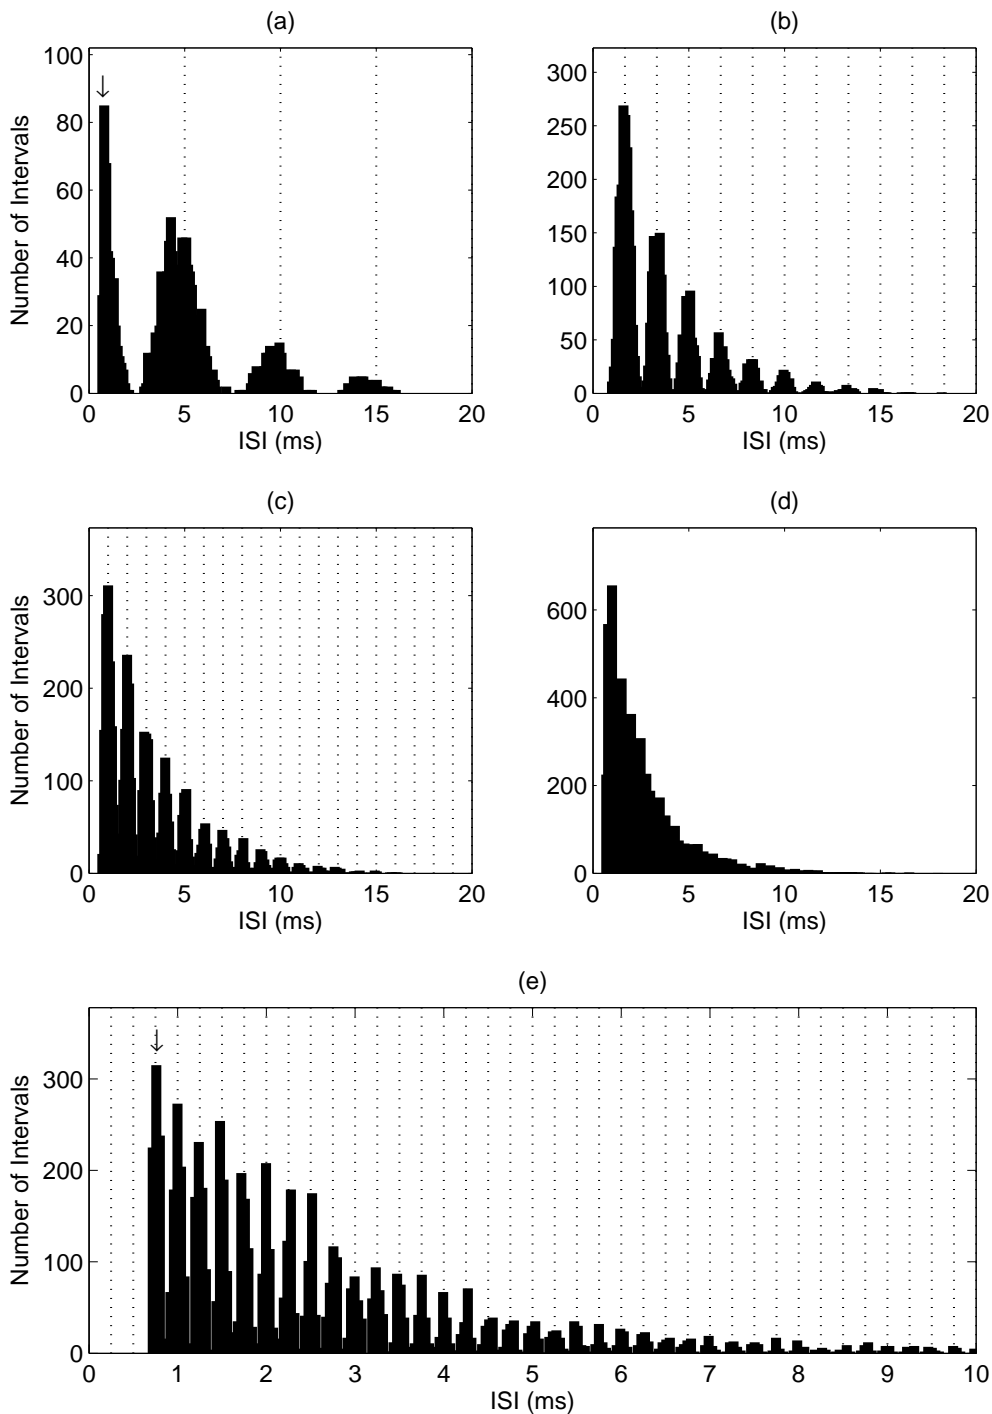 (a)
Number of Intervals
100
80
60
40
20
0
0 5 10 15 20
ISI (ms)
(b)
300
250
200
150
100
50
0
0 5 10 15 20
ISI (ms)
(c)
Number of Intervals
300
200
100
0
0 5 10 15 20
ISI (ms)
(d)
600
400
200
0
0 5 10 15 20
ISI (ms)
(e)
Number of Intervals
300
200
100
0
0 1 2 3 4 5 6 7 8 9 10
ISI (ms)